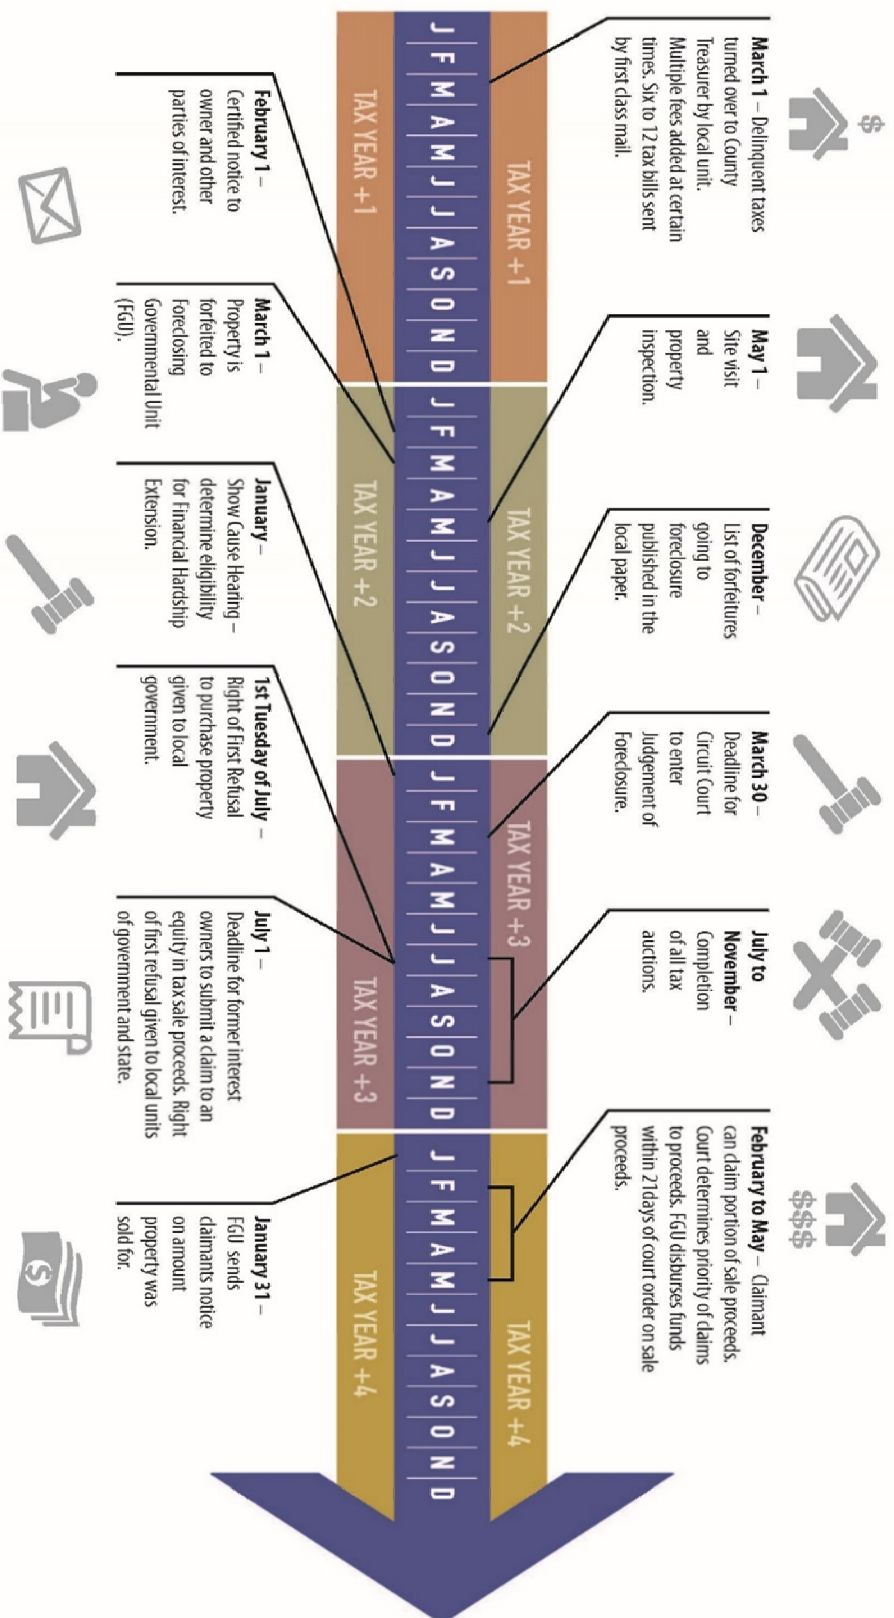 $
March 1 – Delinquent taxes
turned over to County
Treasurer by local unit.
Multiple fees added at certain
times. Six to 12 tax bills sent
by first class mail.
May 1 –
Site visit
and
property
inspection.
December –
List of forfeitures
going to
foreclosure
published in the
local paper.
March 30 –
Deadline for
Circuit Court
to enter
Judgement of
Foreclosure.
July to
November –
Completion
of all tax
auctions.
$$$
February to May – Claimant
can claim portion of sale proceeds.
Court determines priority of claims
to proceeds. FGU disburses funds
within 21days of court order on sale
proceeds.
TAX YEAR +1
TAX YEAR +2
TAX YEAR +3
TAX YEAR +4
J F M A M J J A S O N D
J F M A M J J A S O N D
J F M A M J J A S O N D
J F M A M J J A S O N D
TAX YEAR +1
TAX YEAR +2
TAX YEAR +3
TAX YEAR +4
February 1 –
Certified notice to
owner and other
parties of interest.
March 1 –
Property is
forfeited to
Foreclosing
Governmental Unit
(FGU).
January –
Show Cause Hearing –
determine eligibility
for Financial Hardship
Extension.
1st Tuesday of July –
Right of First Refusal
to purchase property
given to local
government.
July 1 –
Deadline for former interest
owners to submit a claim to an
equity in tax sale proceeds. Right
of first refusal given to local units
of government and state.
January 31 –
FGU sends
claimants notice
on amount
property was
sold for.
$